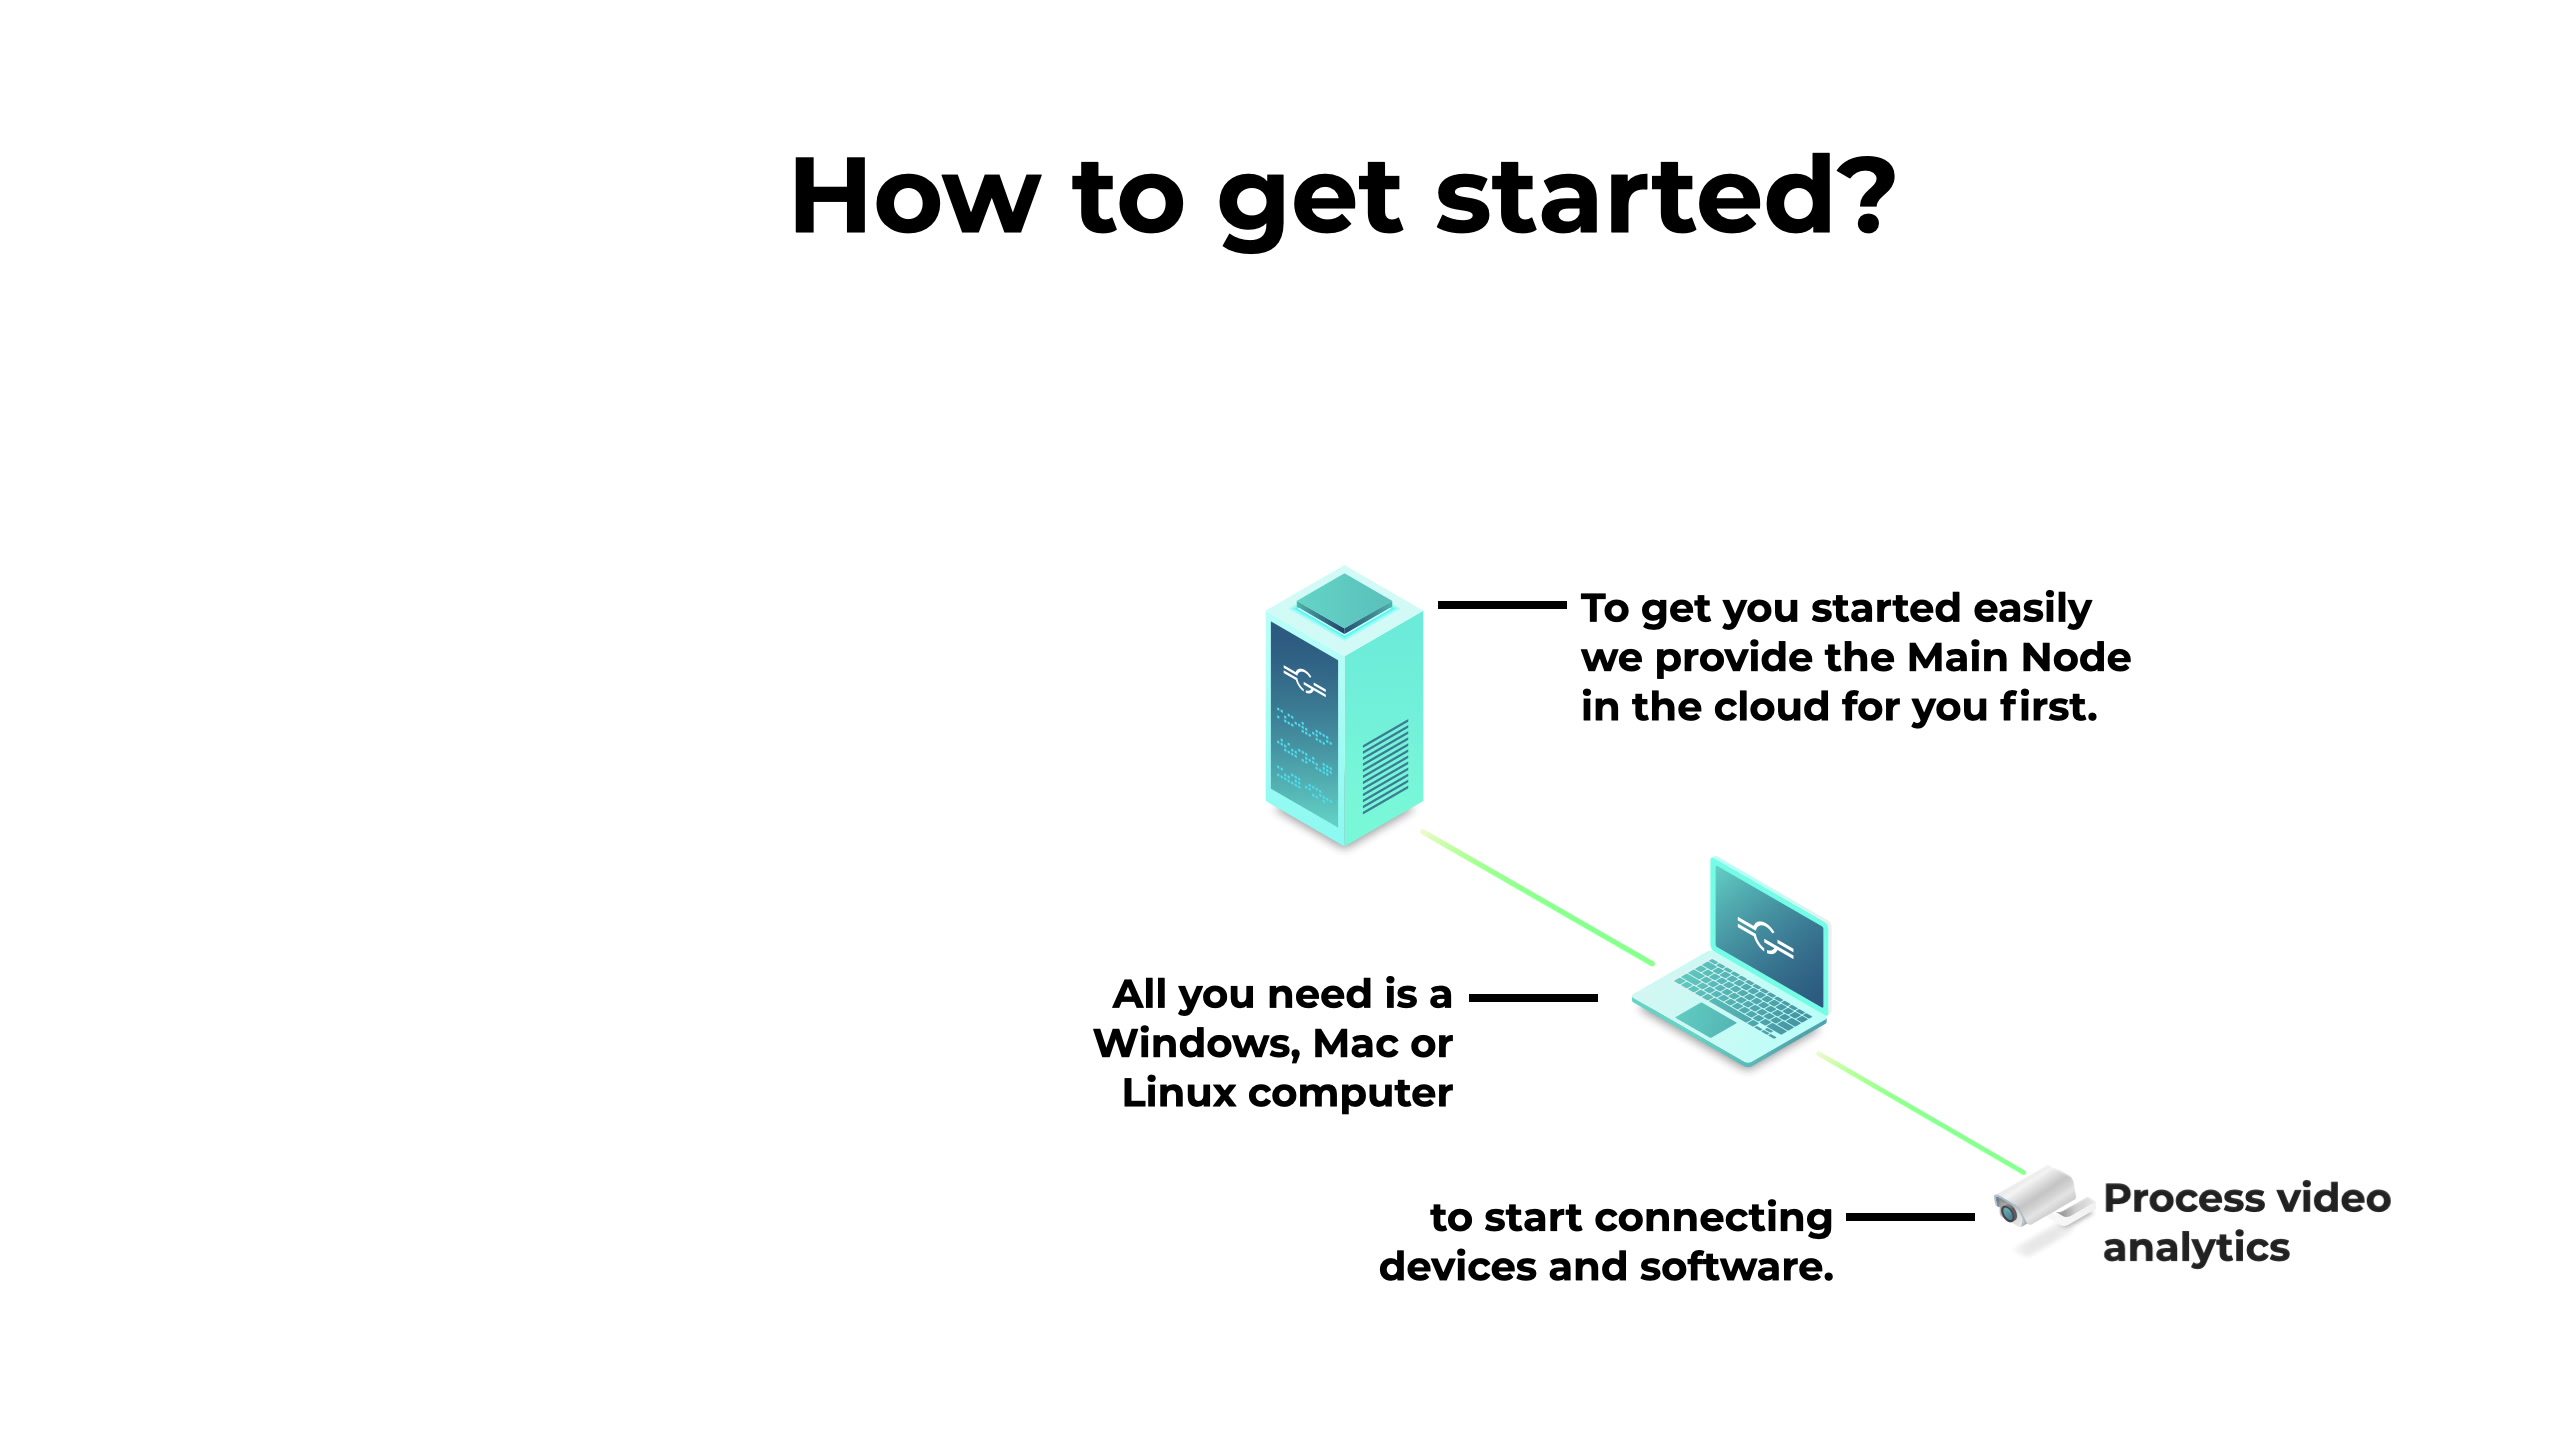 How to get started?
To get you started easily
we provide the Main Node
in the cloud for you first.
All you need is a
Windows, Mac or
Linux computer
to start connecting
devices and software.
Process video
analytics